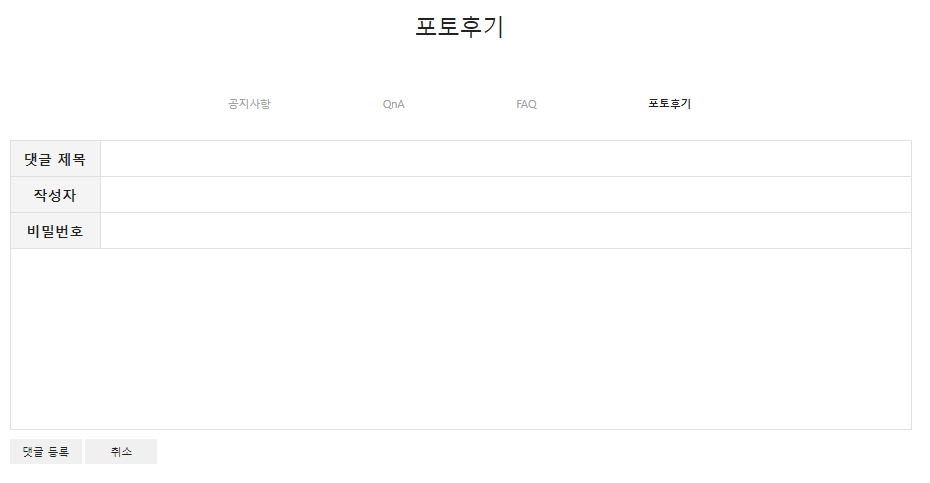 포토후기
공지사항 QnA FAQ 포토후기
댓글 제목
작성자
비밀번호
댓글 등록 취소